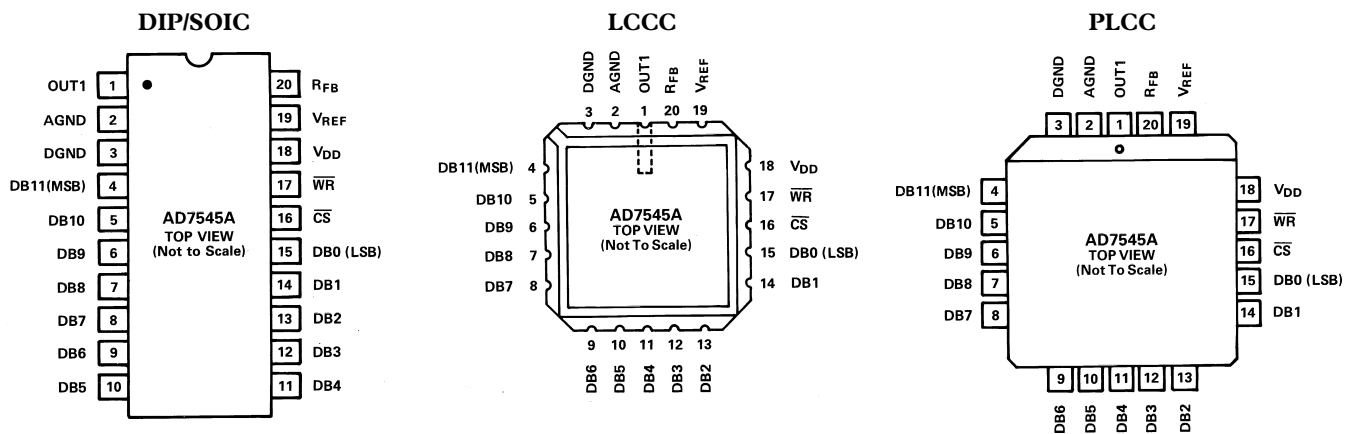 DIP/SOIC
OUT1 1
AGND 2
DGND 3
DB11(MSB) 4
DB10 5
DB9 6
DB8 7
DB7 8
DB6 9
DB5 10
20 RFB
19 VREF
18 VDD
17 W̅R̅
16 C̅S̅
15 DB0 (LSB)
14 DB1
13 DB2
12 DB3
11 DB4
AD7545A
TOP VIEW
(Not to Scale)
LCCC
DGND AGND OUT1 RFB VREF
3 2 1 20 19
DB11(MSB) 4
DB10 5
DB9 6
DB8 7
DB7 8
18 VDD
17 W̅R̅
16 C̅S̅
15 DB0 (LSB)
14 DB1
AD7545A
TOP VIEW
(Not To Scale)
9 10 11 12 13
DB6 DB5 DB4 DB3 DB2
PLCC
DGND AGND OUT1 RFB VREF
3 2 1 20 19
DB11(MSB) 4
DB10 5
DB9 6
DB8 7
DB7 8
18 VDD
17 W̅R̅
16 C̅S̅
15 DB0 (LSB)
14 DB1
AD7545A
TOP VIEW
(Not To Scale)
9 10 11 12 13
DB6 DB5 DB4 DB3 DB2